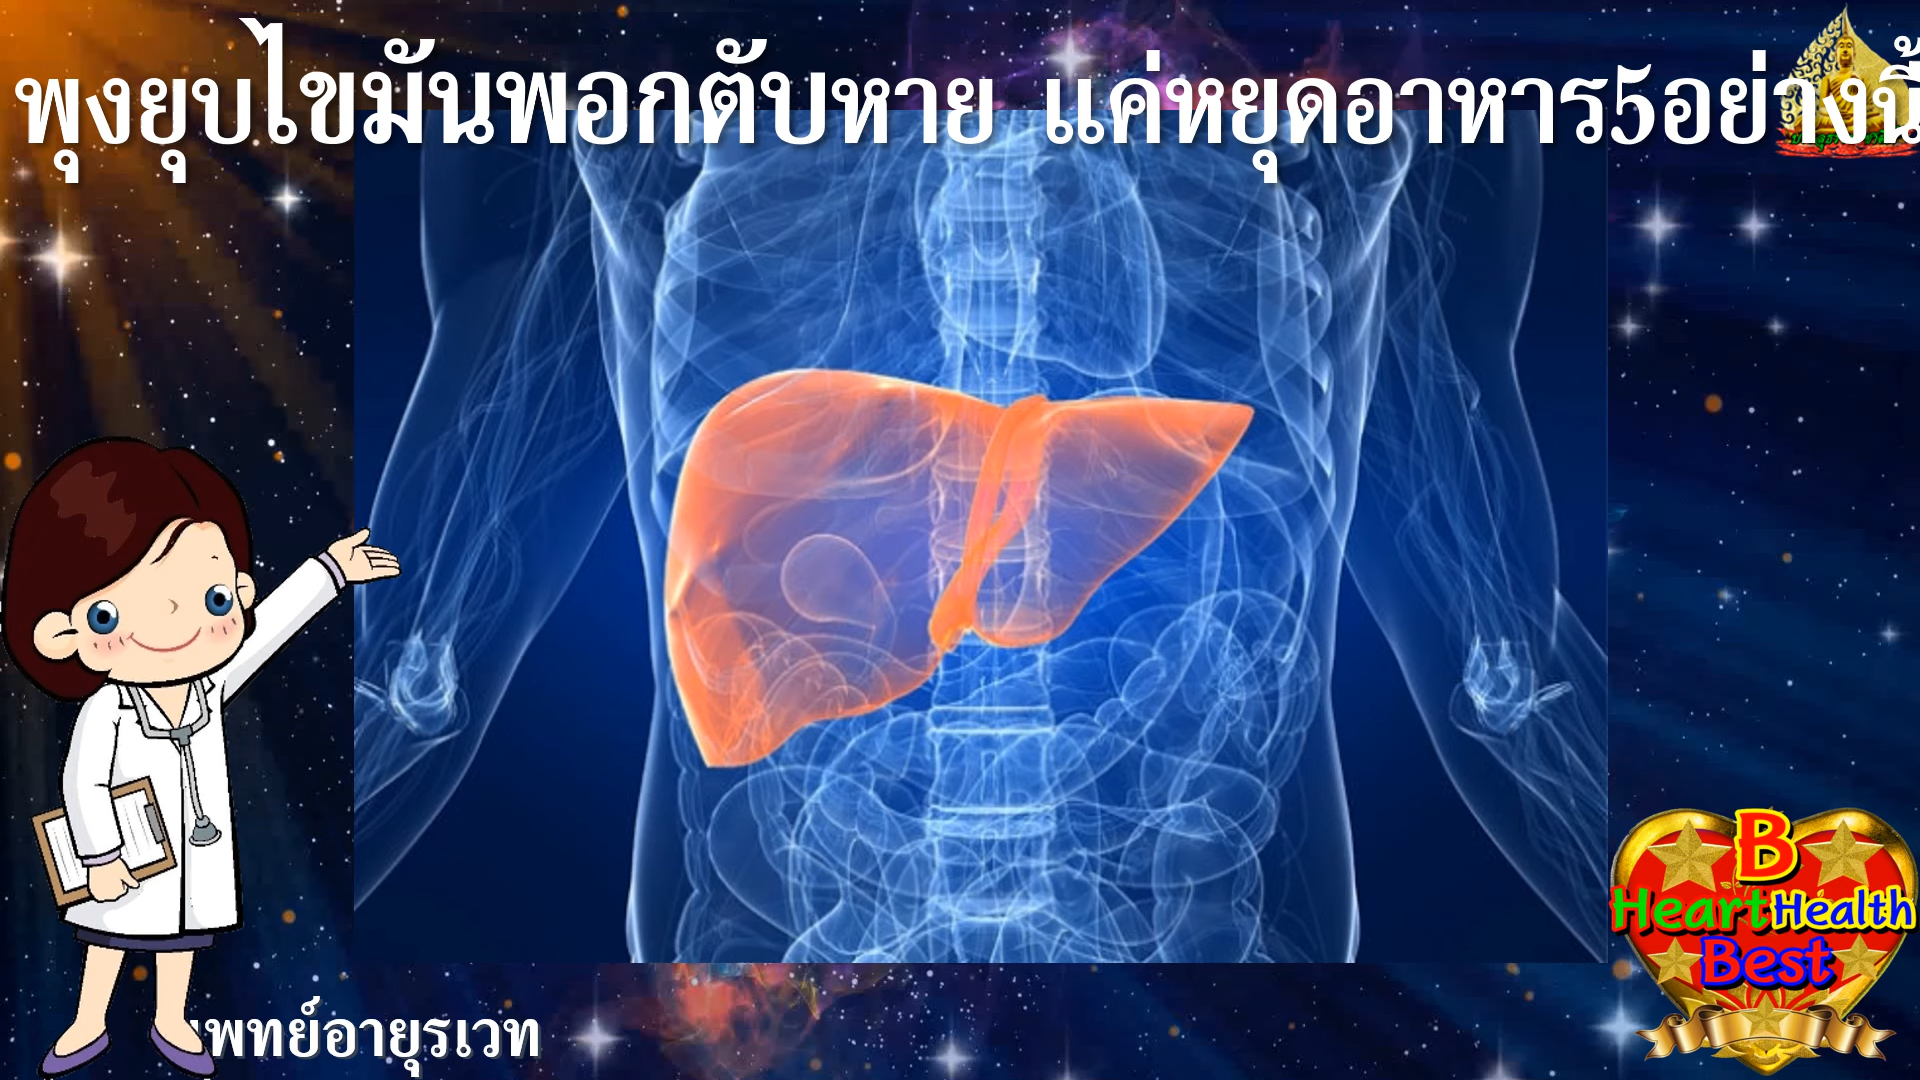 พุงยุบไขมันพอกตับหาย แค่หยุดอาหาร5อย่างนี้
B
HeartHealth
Best
แพทย์อายุรเวท